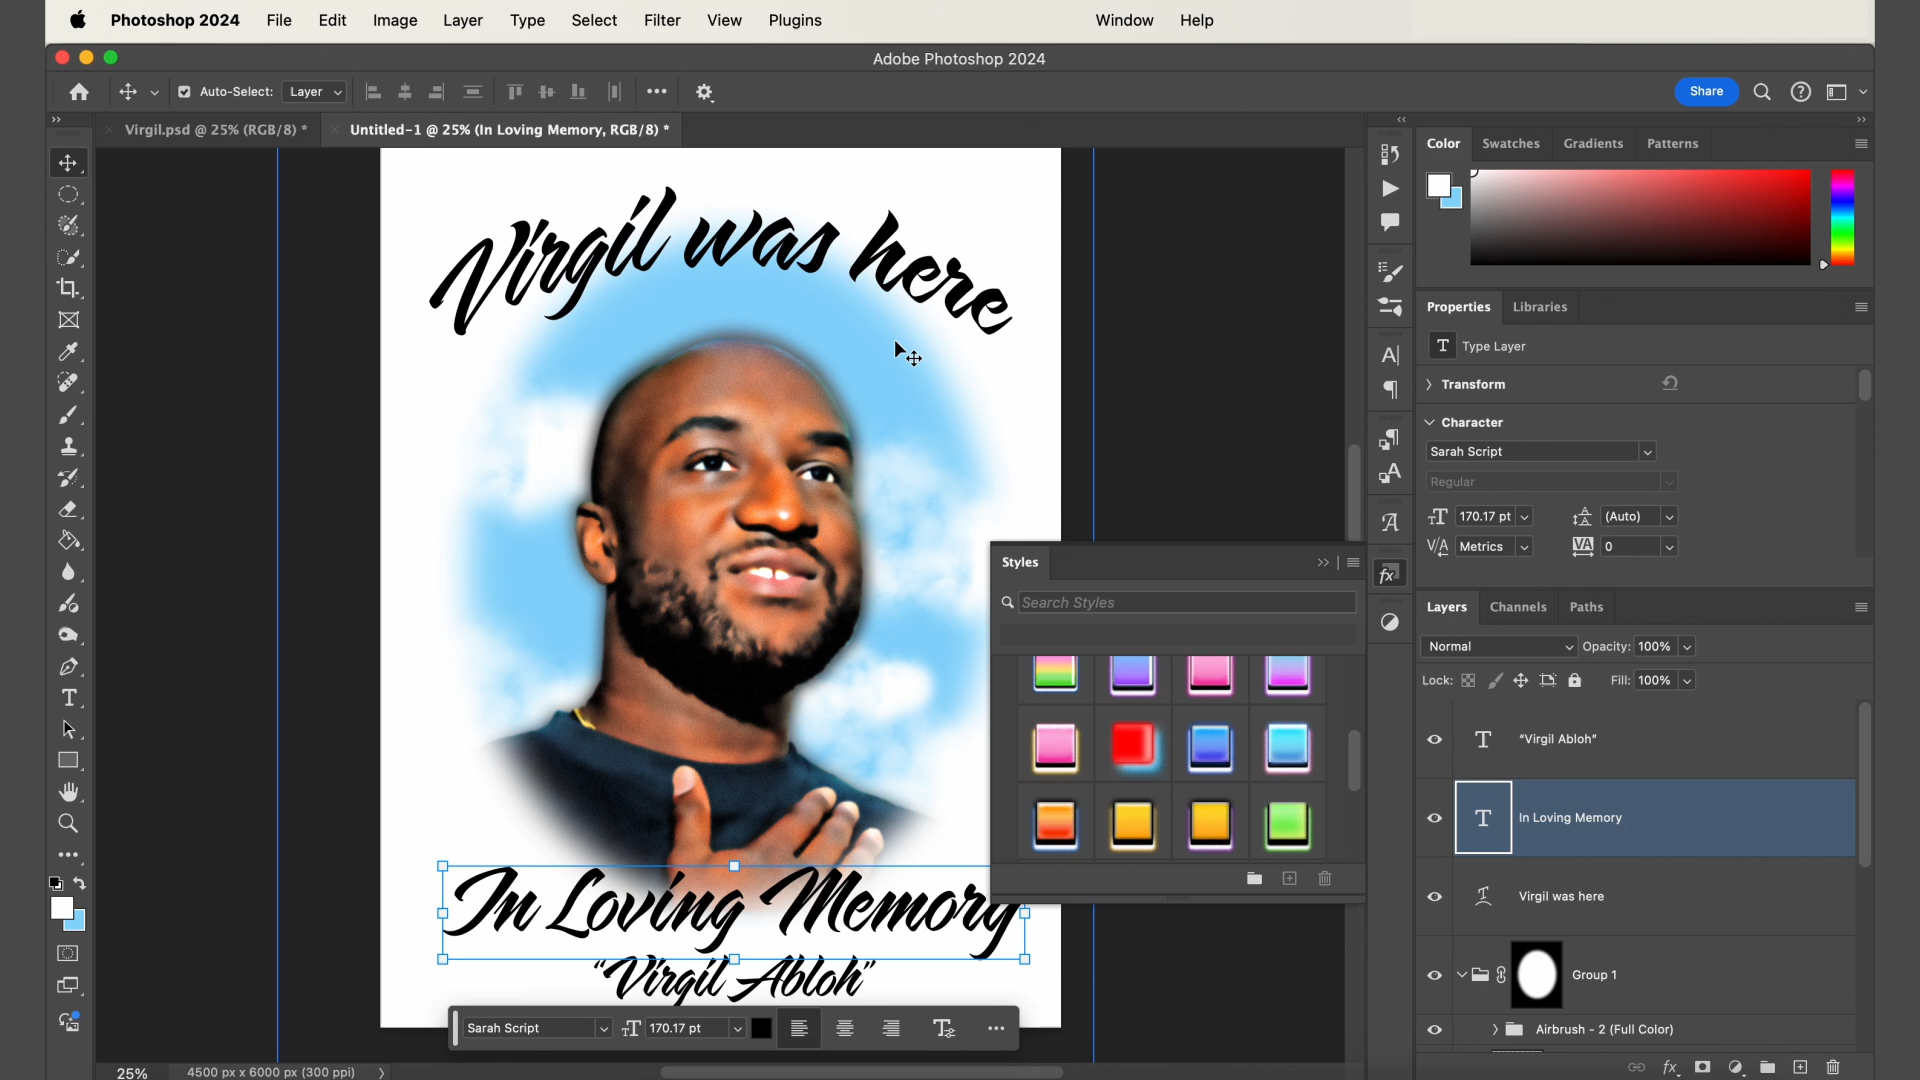 Photoshop 2024 File Edit Image Layer Type Select Filter View Plugins Window Help
Adobe Photoshop 2024
Auto-Select: Layer
Share
Virgil.psd @ 25% (RGB/8) *
Untitled-1 @ 25% (In Loving Memory, RGB/8) *
Color Swatches Gradients Patterns
Virgil was here
Properties Libraries
T Type Layer
Transform
Character
Sarah Script
Regular
170.17 pt (Auto)
Metrics 0
Styles
Search Styles
Layers Channels Paths
Normal Opacity: 100%
Lock: Fill: 100%
T “Virgil Abloh”
T In Loving Memory
Virgil was here
Group 1
Airbrush - 2 (Full Color)
In Loving Memory
“Virgil Abloh”
Sarah Script 170.17 pt
25% 4500 px x 6000 px (300 ppi)